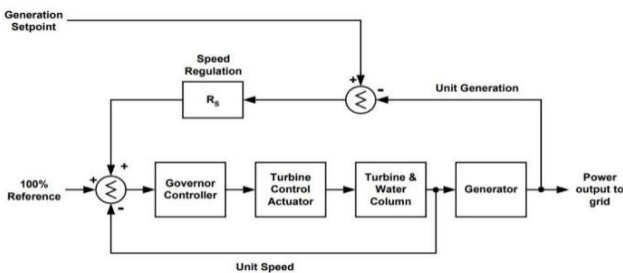 Generation
Setpoint
Speed
Regulation
+
-
Unit Generation
Rs
+
100%
Reference
+
-
Governor
Controller
Turbine
Control
Actuator
Turbine &
Water
Column
Generator
Power
output to
grid
Unit Speed